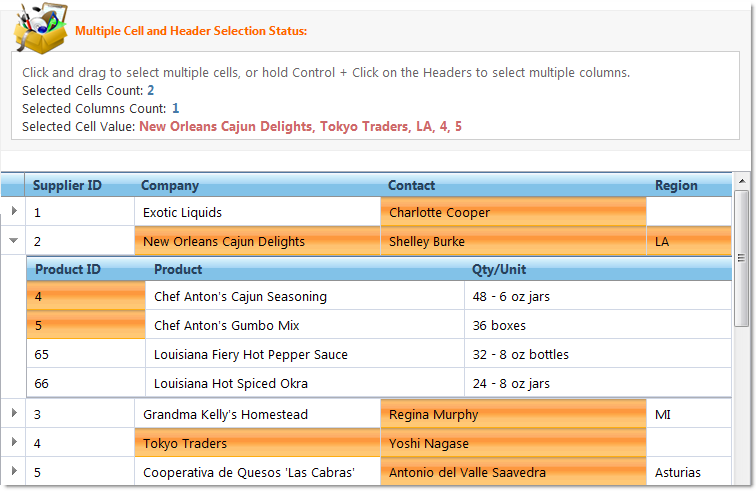 Multiple Cell and Header Selection Status:
Click and drag to select multiple cells, or hold Control + Click on the Headers to select multiple columns.
Selected Cells Count: 2
Selected Columns Count: 1
Selected Cell Value: New Orleans Cajun Delights, Tokyo Traders, LA, 4, 5
Supplier ID Company Contact Region
1 Exotic Liquids Charlotte Cooper
2 New Orleans Cajun Delights Shelley Burke LA
Product ID Product Qty/Unit
4 Chef Anton's Cajun Seasoning 48 - 6 oz jars
5 Chef Anton's Gumbo Mix 36 boxes
65 Louisiana Fiery Hot Pepper Sauce 32 - 8 oz bottles
66 Louisiana Hot Spiced Okra 24 - 8 oz jars
3 Grandma Kelly's Homestead Regina Murphy MI
4 Tokyo Traders Yoshi Nagase
5 Cooperativa de Quesos 'Las Cabras' Antonio del Valle Saavedra Asturias